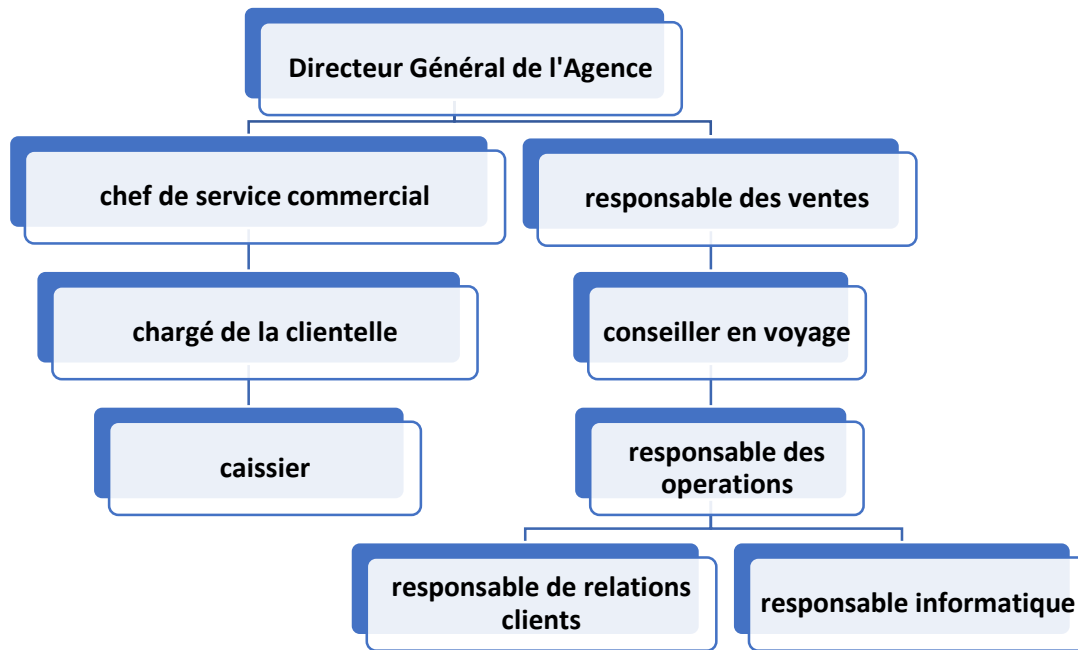 Directeur Général de l'Agence
chef de service commercial
responsable des ventes
chargé de la clientelle
conseiller en voyage
caissier
responsable des
operations
responsable de relations
clients
responsable informatique